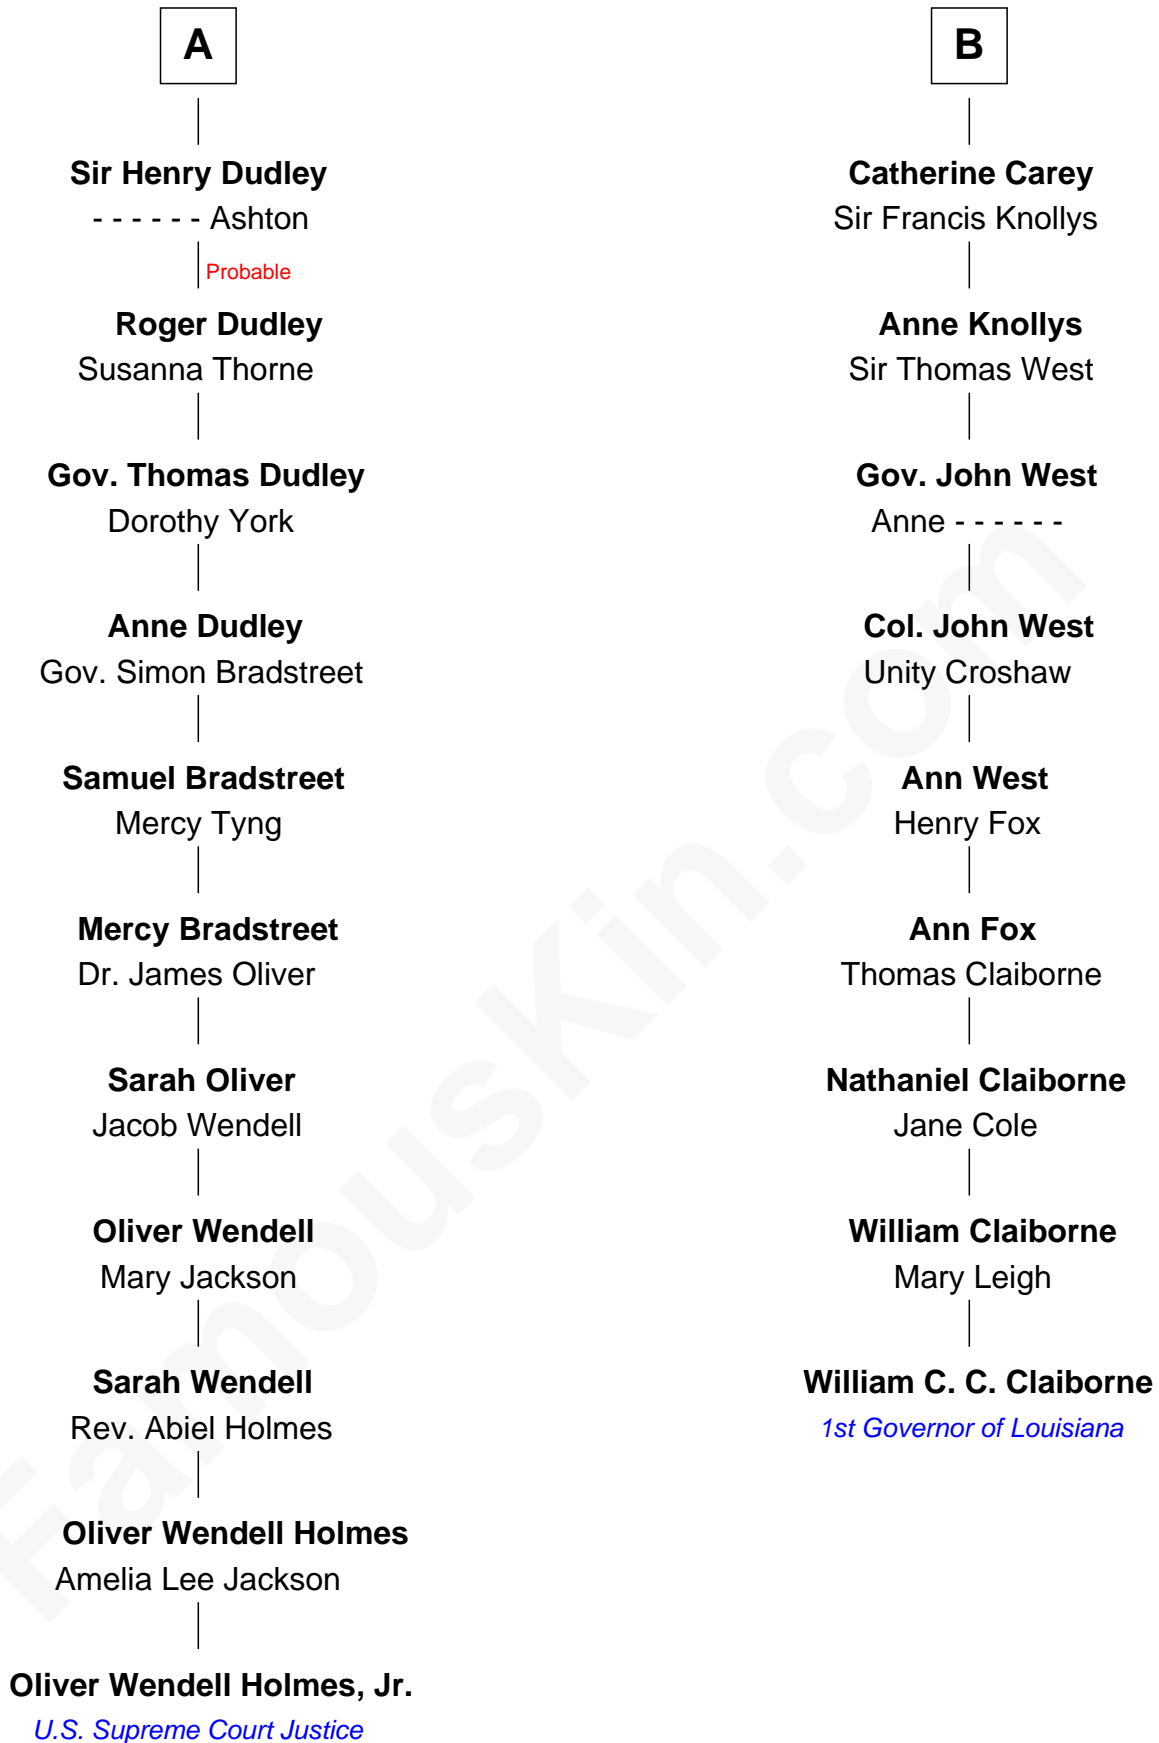 A
Sir Henry Dudley
- - - - - - Ashton
Probable
Roger Dudley
Susanna Thorne
Gov. Thomas Dudley
Dorothy York
Anne Dudley
Gov. Simon Bradstreet
Samuel Bradstreet
Mercy Tyng
Mercy Bradstreet
Dr. James Oliver
Sarah Oliver
Jacob Wendell
Oliver Wendell
Mary Jackson
Sarah Wendell
Rev. Abiel Holmes
Oliver Wendell Holmes
Amelia Lee Jackson
Oliver Wendell Holmes, Jr.
U.S. Supreme Court Justice
B
Catherine Carey
Sir Francis Knollys
Anne Knollys
Sir Thomas West
Gov. John West
Anne - - - - - -
Col. John West
Unity Croshaw
Ann West
Henry Fox
Ann Fox
Thomas Claiborne
Nathaniel Claiborne
Jane Cole
William Claiborne
Mary Leigh
William C. C. Claiborne
1st Governor of Louisiana
FamousKin.com